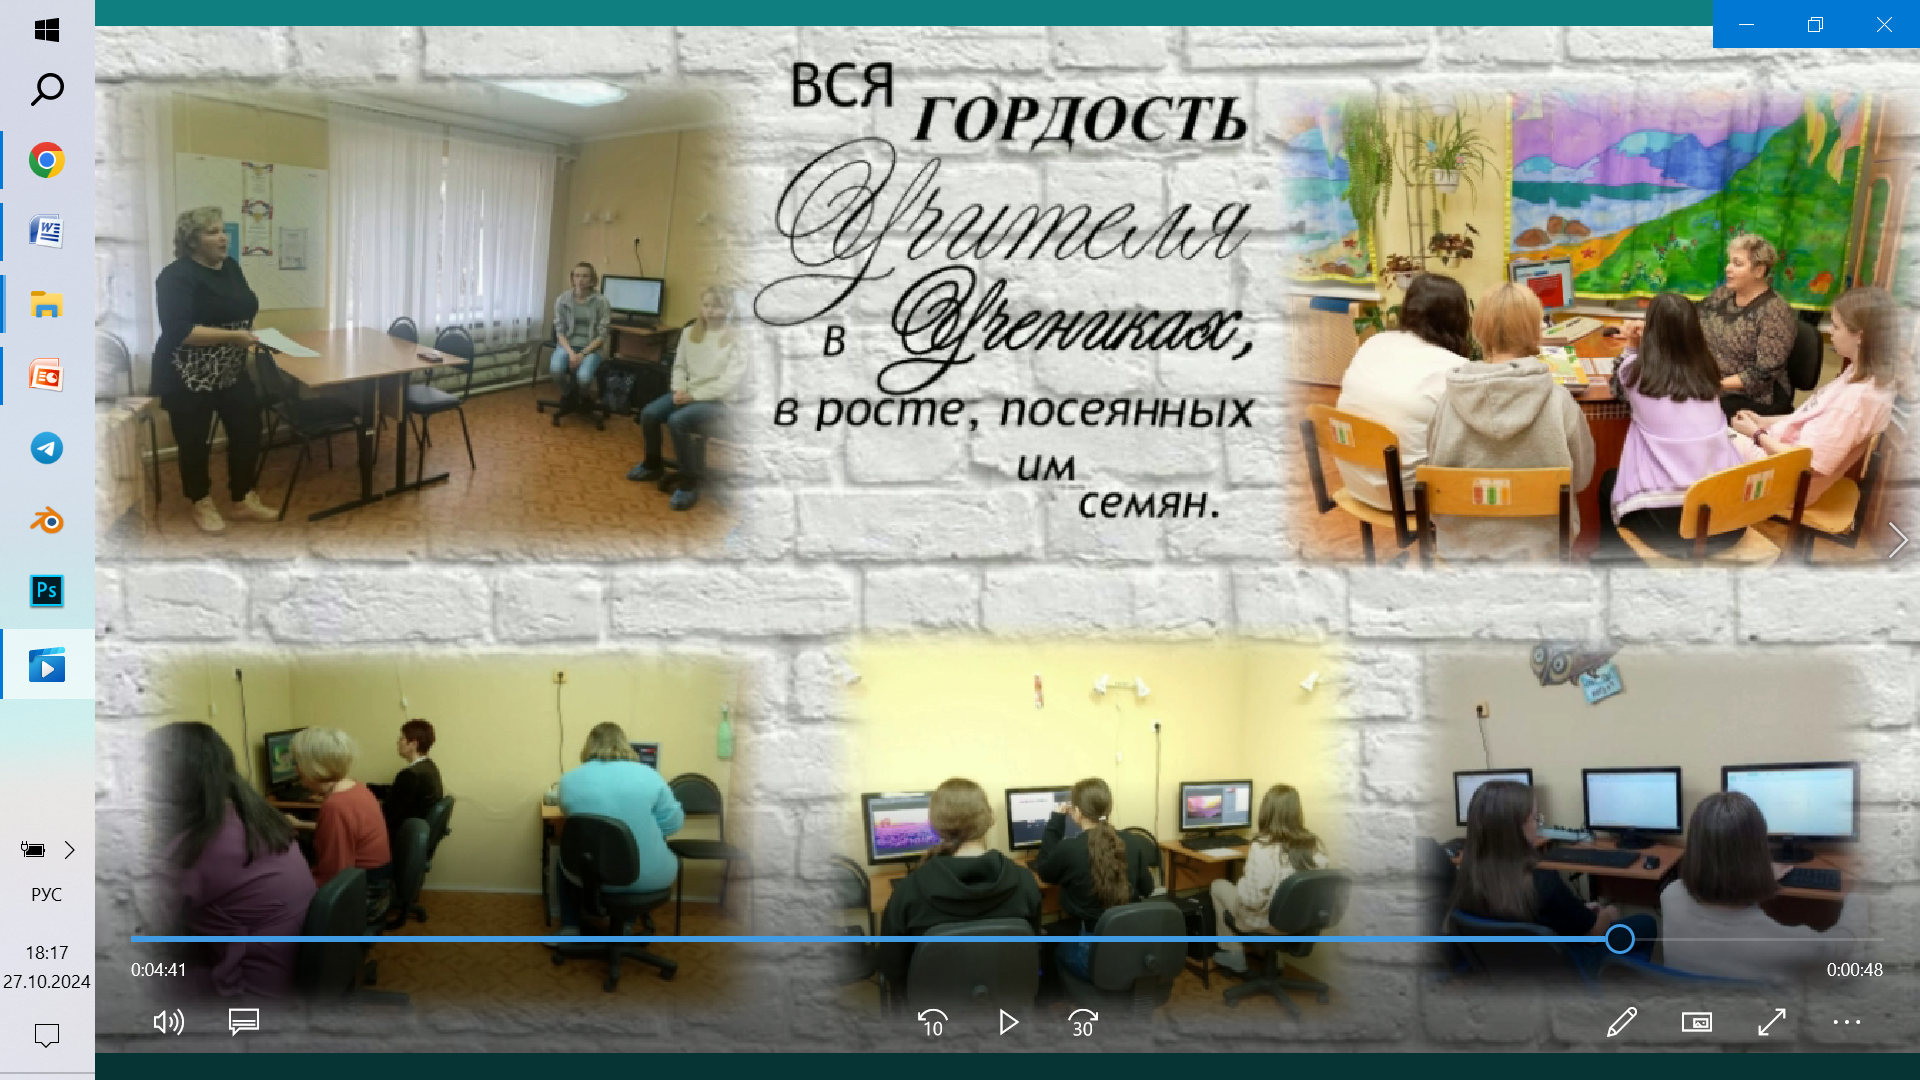 ВСЯ
ГОРДОСТЬ
Учителя
в Учениках,
в росте, посеянных
им
семян.
0:04:41
0:00:48
10
30
Ps
РУС
18:17
27.10.2024